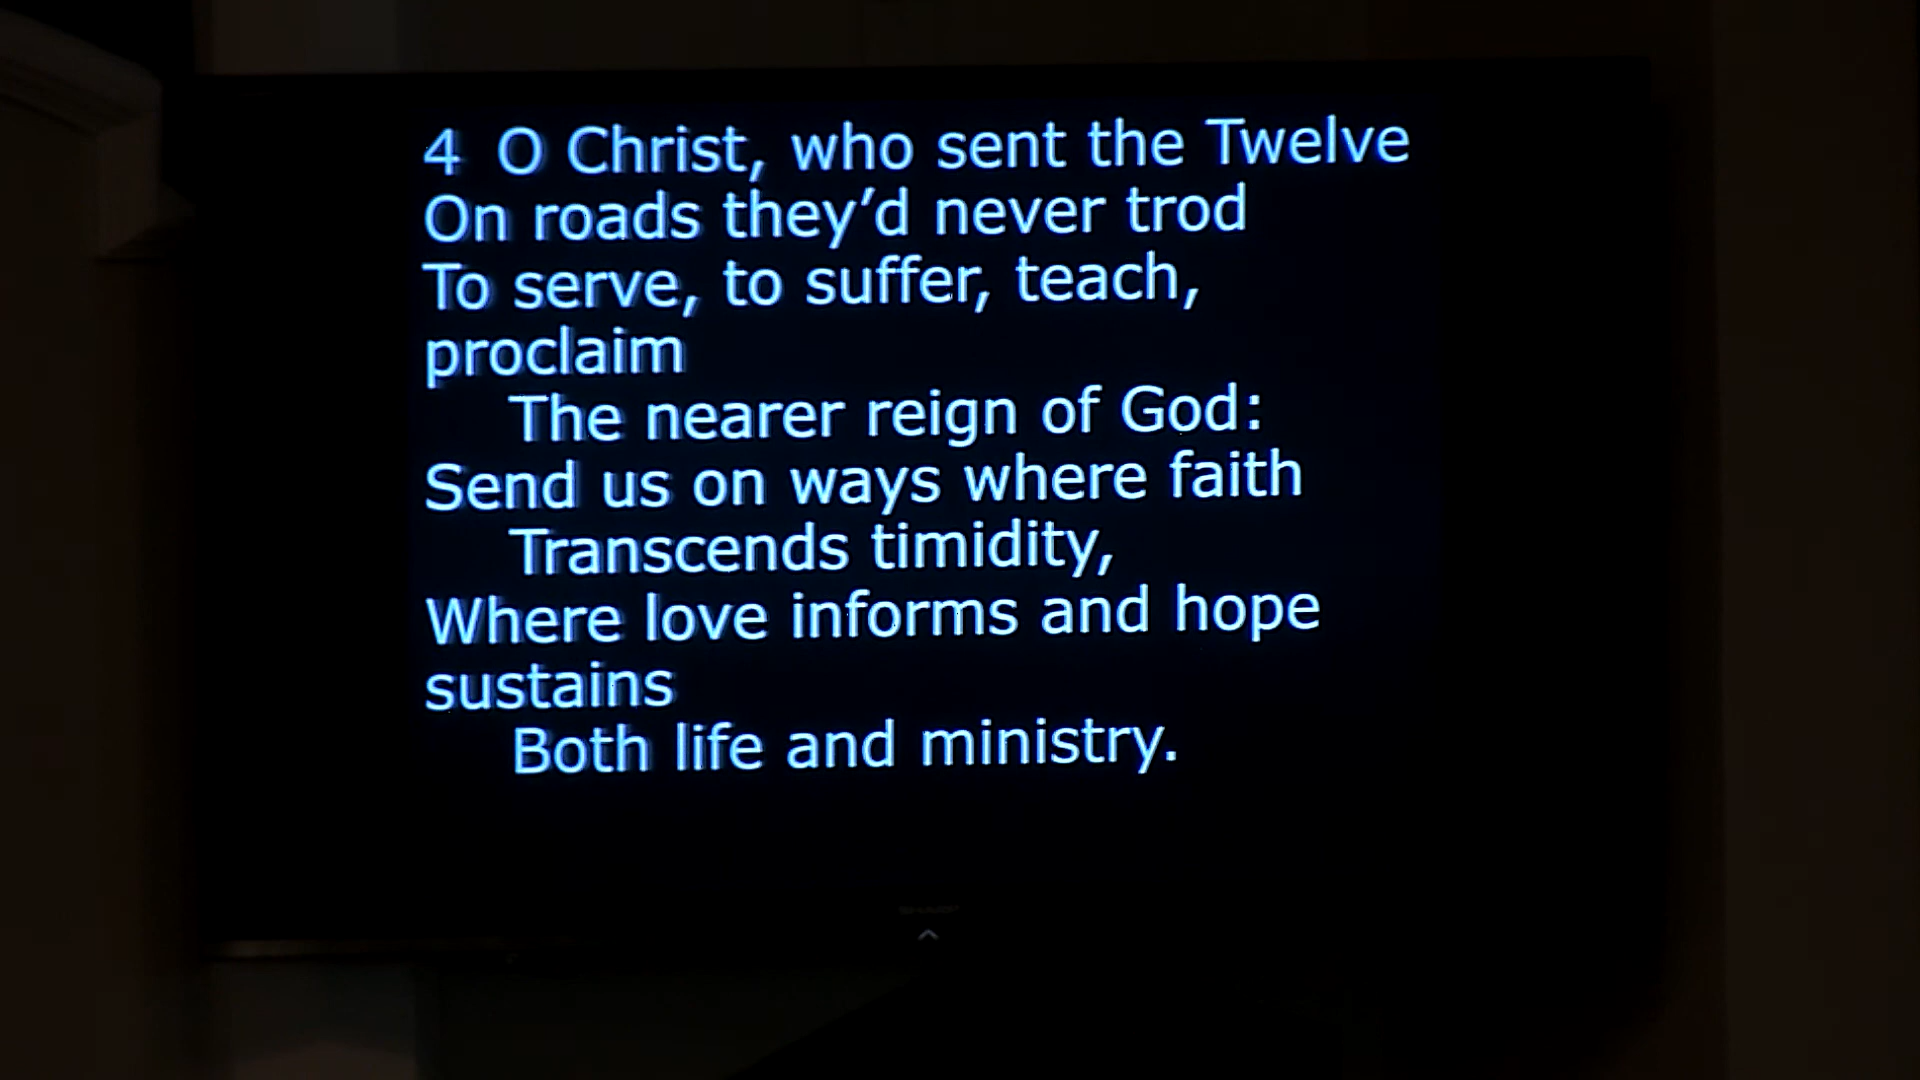 4 O Christ, who sent the Twelve
On roads they’d never trod
To serve, to suffer, teach,
proclaim
The nearer reign of God:
Send us on ways where faith
Transcends timidity,
Where love informs and hope
sustains
Both life and ministry.
SHARP